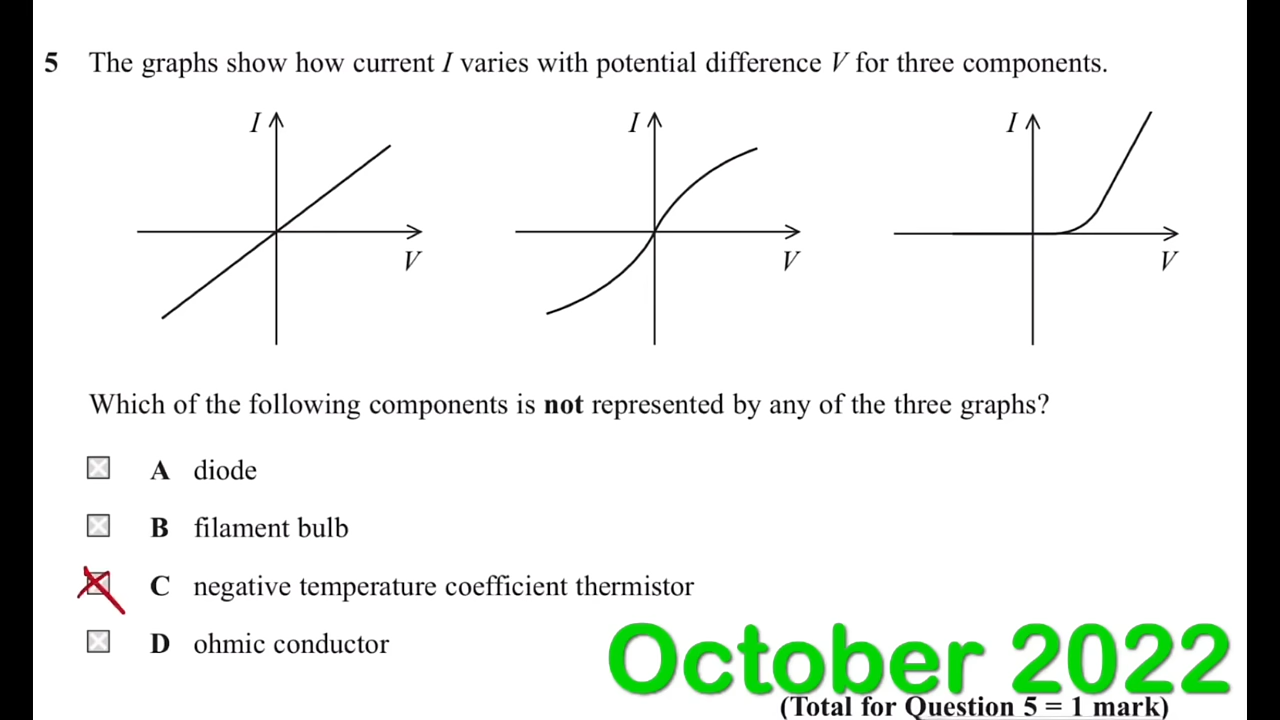 5 The graphs show how current I varies with potential difference V for three components.
I I I
V V V
Which of the following components is not represented by any of the three graphs?
A diode
B filament bulb
C negative temperature coefficient thermistor
D ohmic conductor
October 2022
(Total for Question 5 = 1 mark)